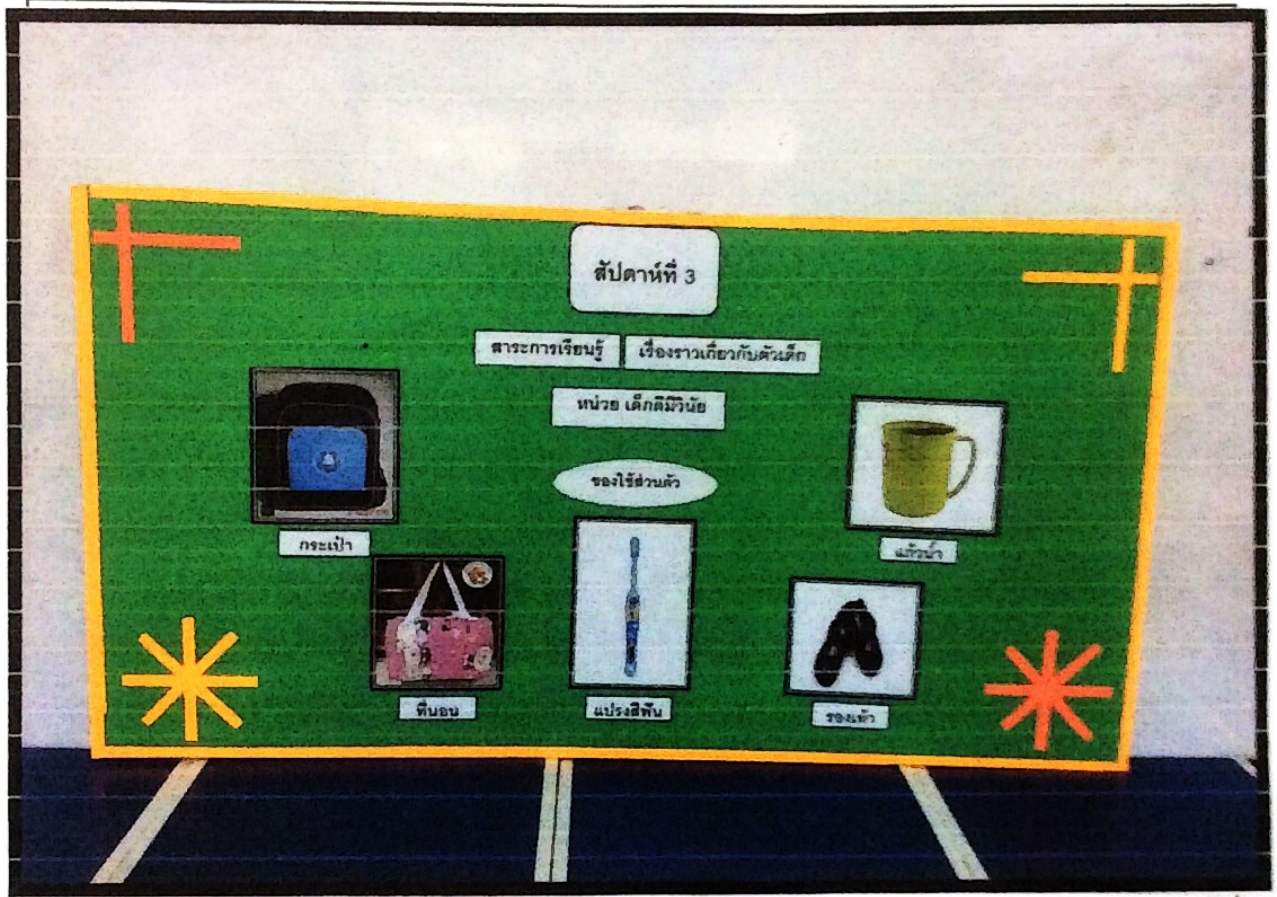 สัปดาห์ที่ 3
สาระการเรียนรู้ เรื่องราวเกี่ยวกับตัวเด็ก
หน่วย เด็กดีมีวินัย
ของใช้ส่วนตัว
กระเป๋า
แก้วน้ำ
ที่นอน
แปรงสีฟัน
รองเท้า